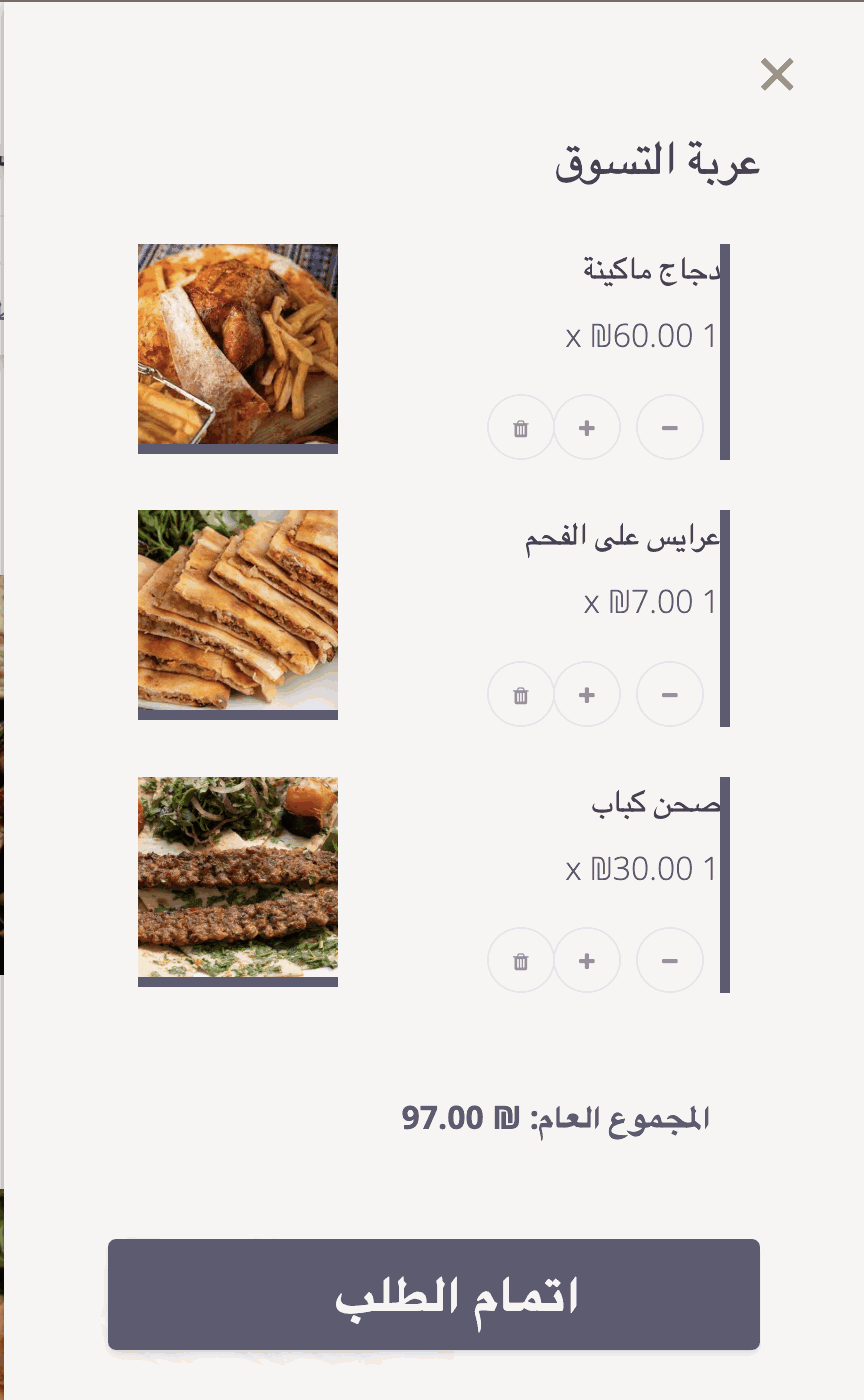 عربة التسوق
دجاج ماكينة
1 x ₪60.00
عرايس على الفحم
1 x ₪7.00
صحن كباب
1 x ₪30.00
المجموع العام: ₪ 97.00
اتمام الطلب